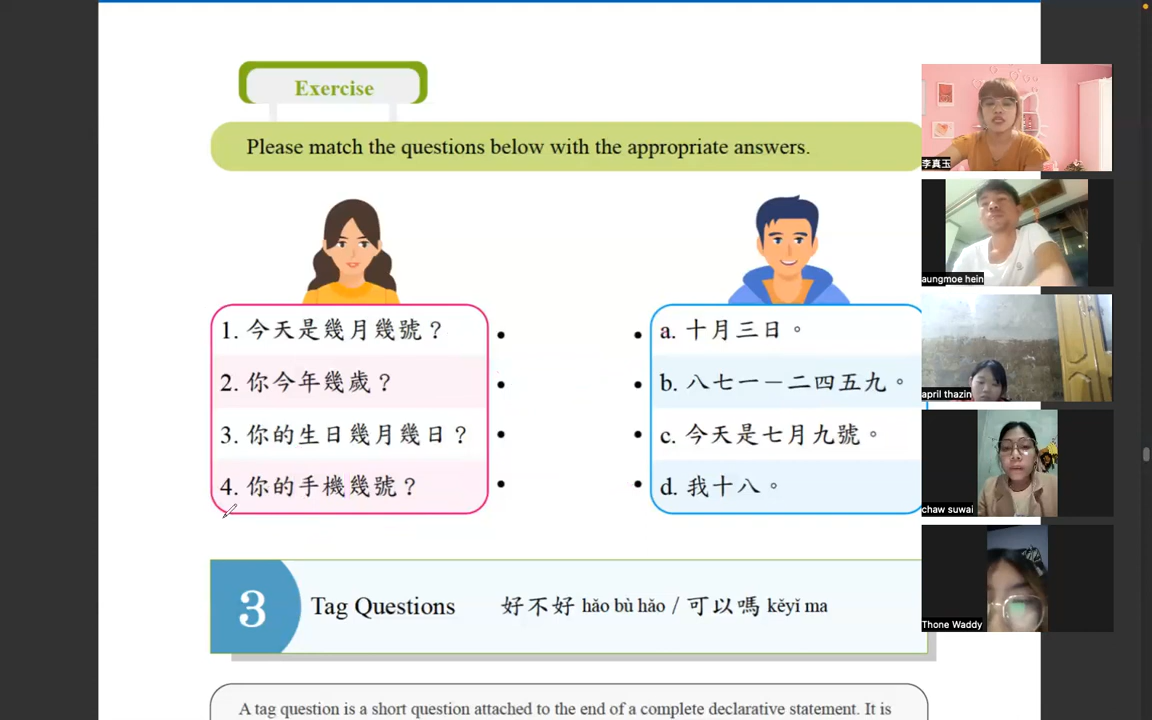 Exercise
Please match the questions below with the appropriate answers.
1. 今天是幾月幾號？
2. 你今年幾歲？
3. 你的生日幾月幾日？
4. 你的手機幾號？
a. 十月三日。
b. 八七一－二四五九。
c. 今天是七月九號。
d. 我十八。
3 Tag Questions 好不好 hǎo bù hǎo / 可以嗎 kěyǐ ma
A tag question is a short question attached to the end of a complete declarative statement. It is
李真玉
aungmoe hein
april thazin
chaw suwai
Thone Waddy